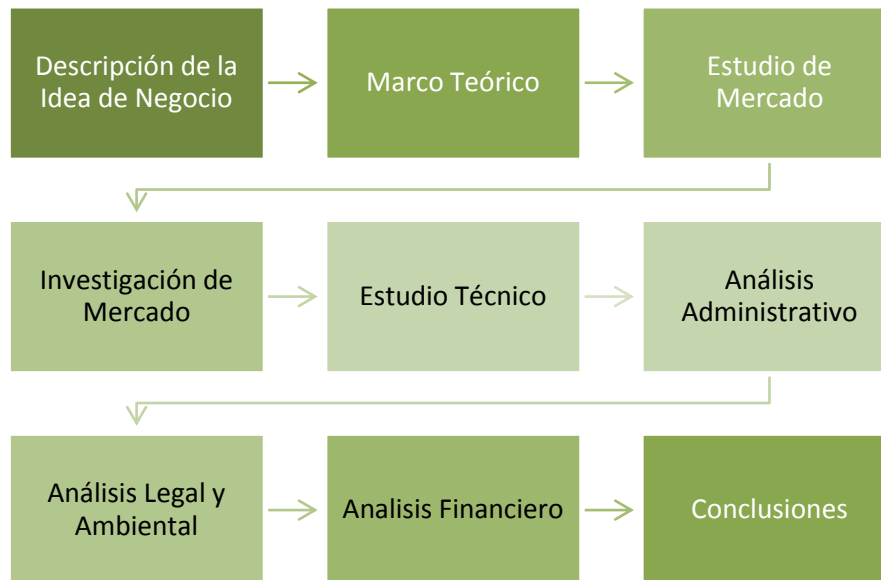 Descripción de la
Idea de Negocio
Marco Teórico
Estudio de
Mercado
Investigación de
Mercado
Estudio Técnico
Análisis
Administrativo
Análisis Legal y
Ambiental
Analisis Financiero
Conclusiones